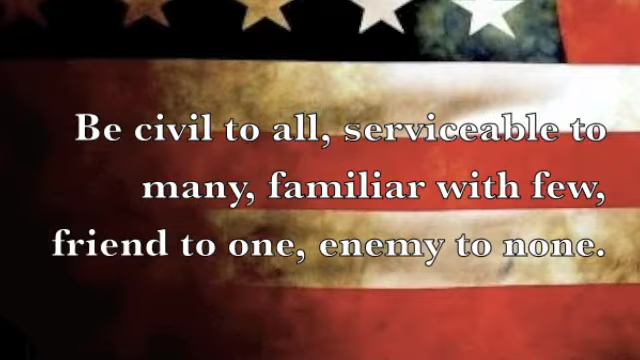 Be civil to all, serviceable to
many, familiar with few,
friend to one, enemy to none.